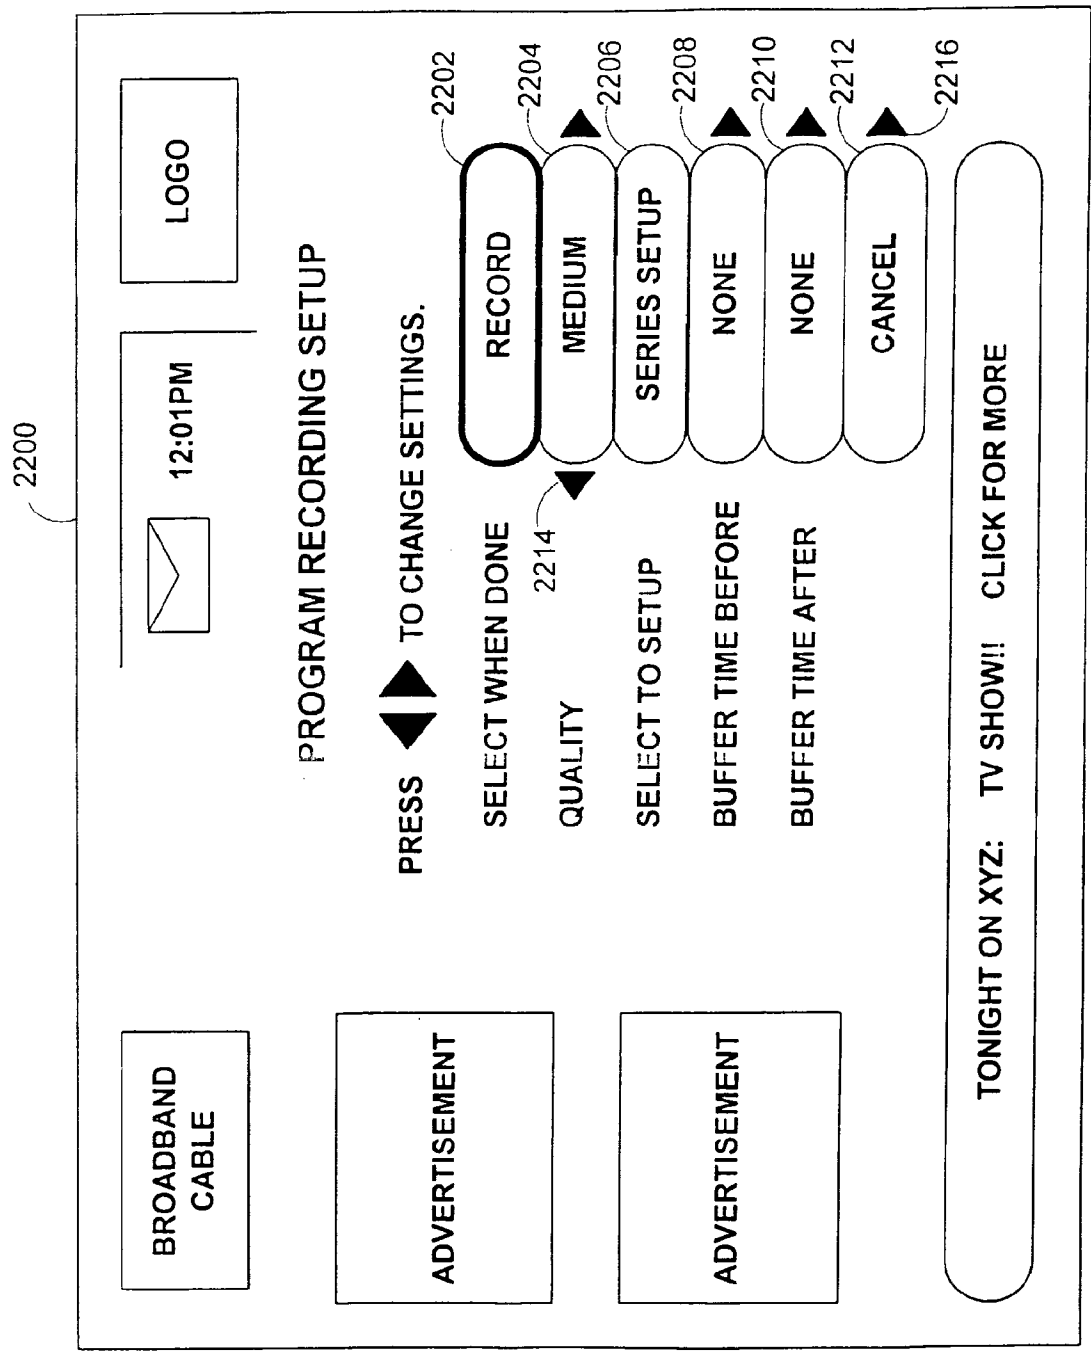 2200
BROADBAND
CABLE
12:01PM
LOGO
PROGRAM RECORDING SETUP
PRESS TO CHANGE SETTINGS.
ADVERTISEMENT
ADVERTISEMENT
SELECT WHEN DONE RECORD 2202
QUALITY 2214 MEDIUM 2204
SELECT TO SETUP SERIES SETUP 2206
BUFFER TIME BEFORE NONE 2208
BUFFER TIME AFTER NONE 2210
CANCEL 2212
2216
TONIGHT ON XYZ: TV SHOW!! CLICK FOR MORE